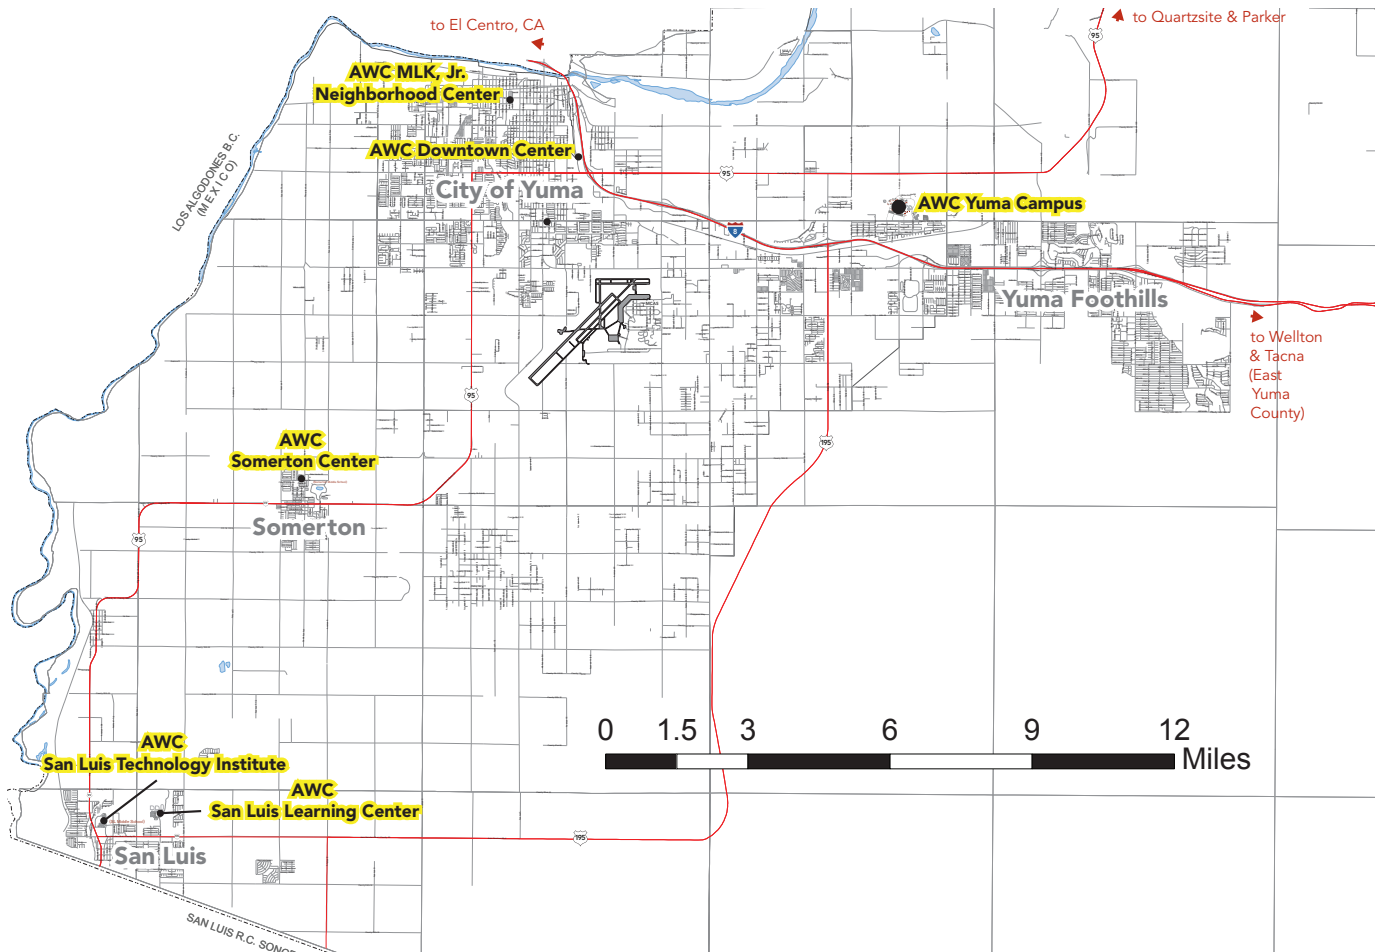 to El Centro, CA
to Quartzsite & Parker
95
AWC MLK, Jr.
Neighborhood Center
LOS ALGODONES B.C.
(MEXICO)
AWC Downtown Center
95
City of Yuma
AWC Yuma Campus
8
Yuma Foothills
to Wellton
& Tacna
(East
Yuma
County)
95
195
AWC
Somerton Center
Somerton
95
0 1.5 3 6 9 12
Miles
AWC
San Luis Technology Institute
AWC
San Luis Learning Center
195
San Luis
SAN LUIS R.C. SONO